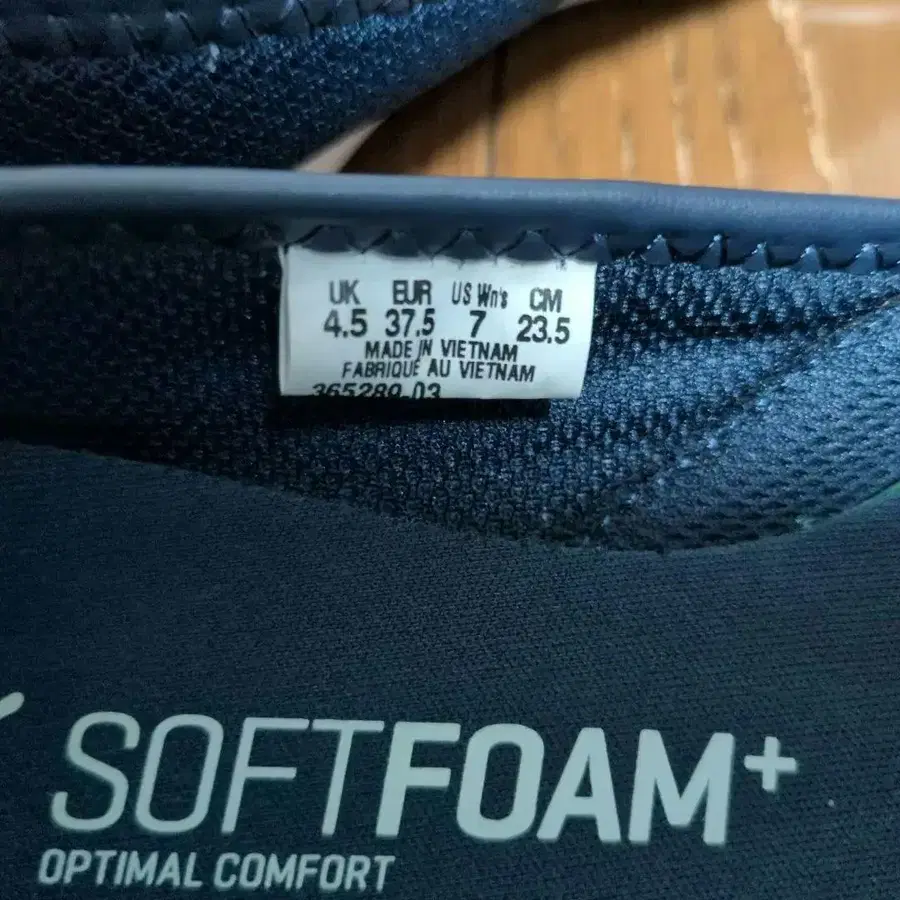 UK EUR US Wn's CM
4.5 37.5 7 23.5
MADE IN VIETNAM
FABRIQUÉ AU VIETNAM
365289-03
SOFTFOAM+
OPTIMAL COMFORT